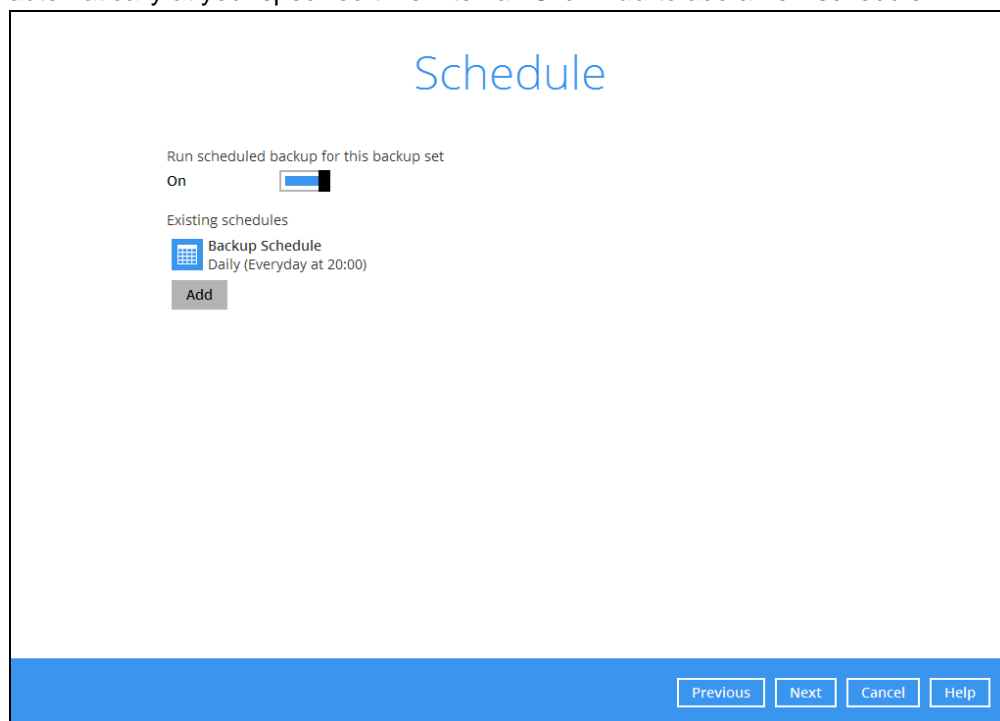 Schedule
Run scheduled backup for this backup set
On
Existing schedules
Backup Schedule
Daily (Everyday at 20:00)
Add
Previous Next Cancel Help